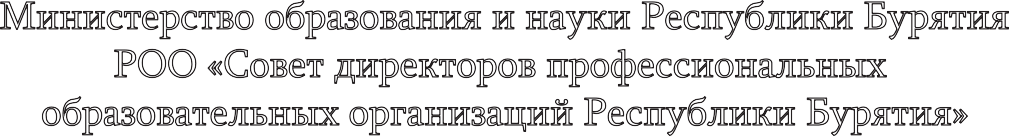 Министерство образования и науки Республики Бурятия
РОО «Совет директоров профессиональных
образовательных организаций Республики Бурятия»